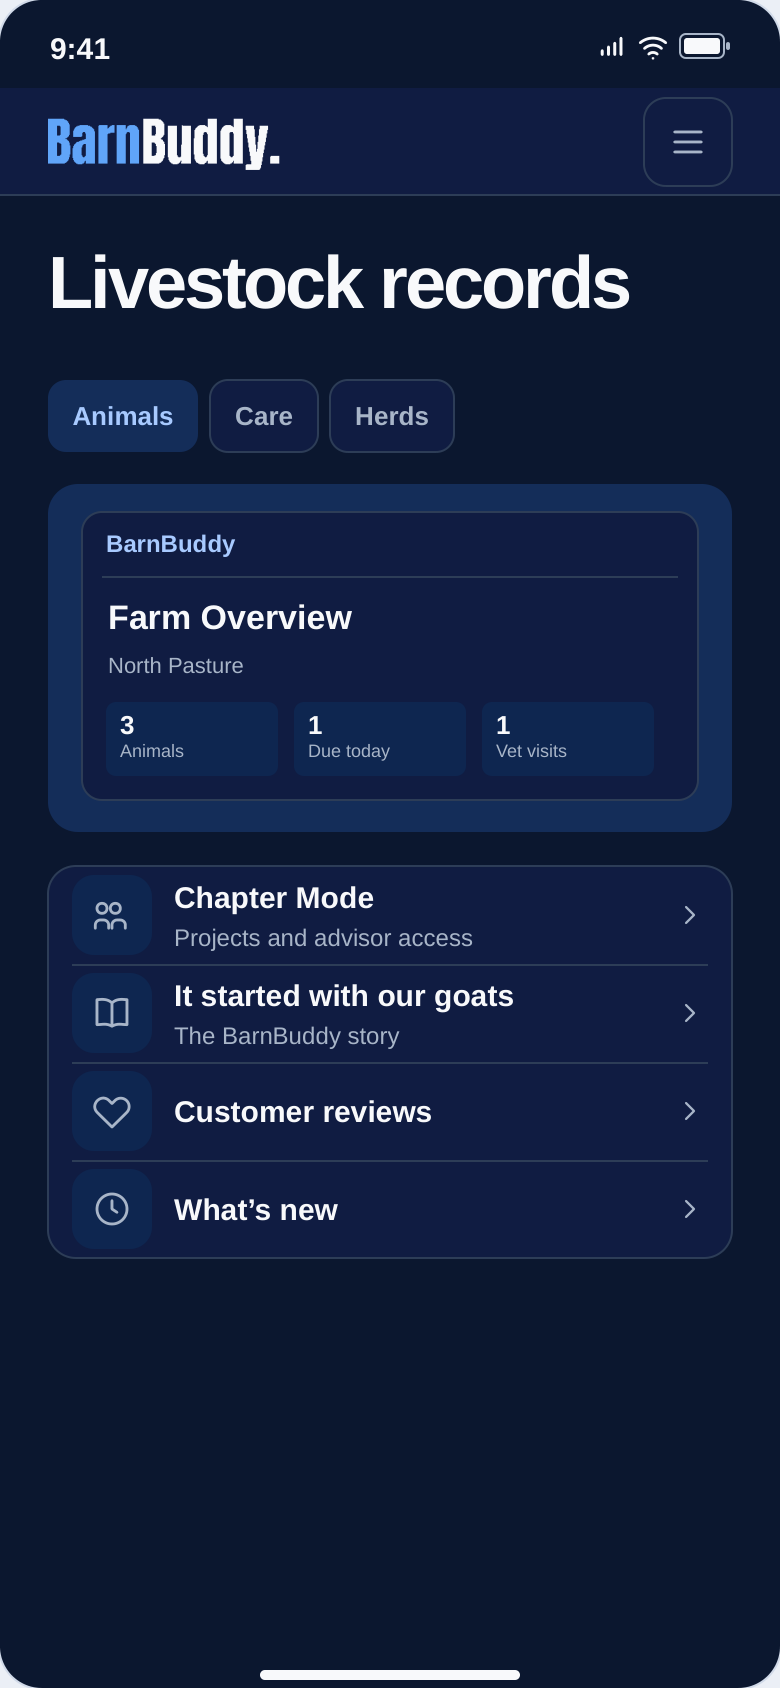 9:41
BarnBuddy.
Livestock records
Animals Care Herds
BarnBuddy
Farm Overview
North Pasture
3 1 1
Animals Due today Vet visits
Chapter Mode
Projects and advisor access
It started with our goats
The BarnBuddy story
Customer reviews
What’s new